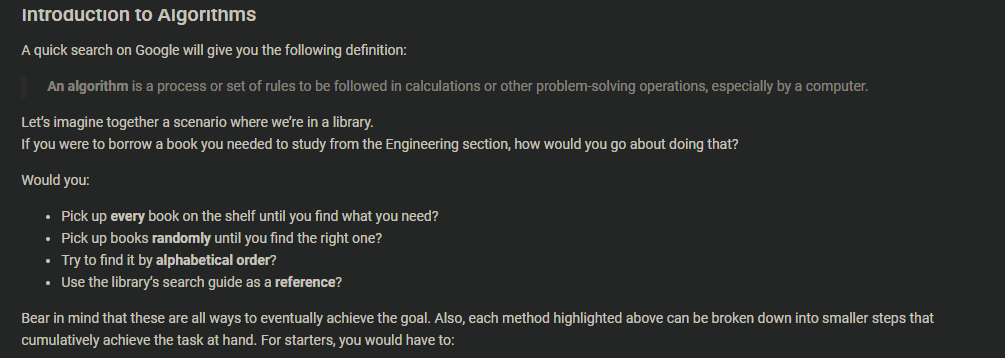 Introduction to Algorithms
A quick search on Google will give you the following definition:
An algorithm is a process or set of rules to be followed in calculations or other problem-solving operations, especially by a computer.
Let's imagine together a scenario where we're in a library.
If you were to borrow a book you needed to study from the Engineering section, how would you go about doing that?
Would you:
• Pick up every book on the shelf until you find what you need?
• Pick up books randomly until you find the right one?
• Try to find it by alphabetical order?
• Use the library's search guide as a reference?
Bear in mind that these are all ways to eventually achieve the goal. Also, each method highlighted above can be broken down into smaller steps that
cumulatively achieve the task at hand. For starters, you would have to: